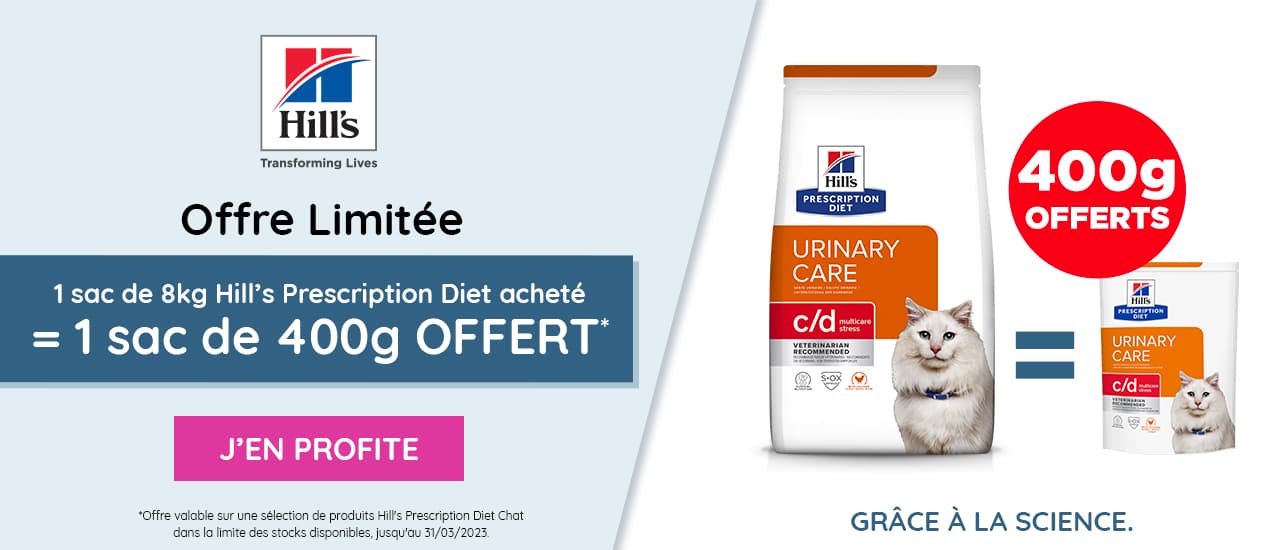 Hill's
Transforming Lives
Offre Limitée
1 sac de 8kg Hill’s Prescription Diet acheté
= 1 sac de 400g OFFERT*
J’EN PROFITE
*Offre valable sur une sélection de produits Hill's Prescription Diet Chat
dans la limite des stocks disponibles, jusqu'au 31/03/2023.
Hill's
PRESCRIPTION
DIET
URINARY
CARE
c/d multicare
stress
VETERINARIAN
RECOMMENDED
S+OX
400g
OFFERTS
=
Hill's
PRESCRIPTION
DIET
URINARY
CARE
c/d multicare
stress
VETERINARIAN
RECOMMENDED
GRÂCE À LA SCIENCE.